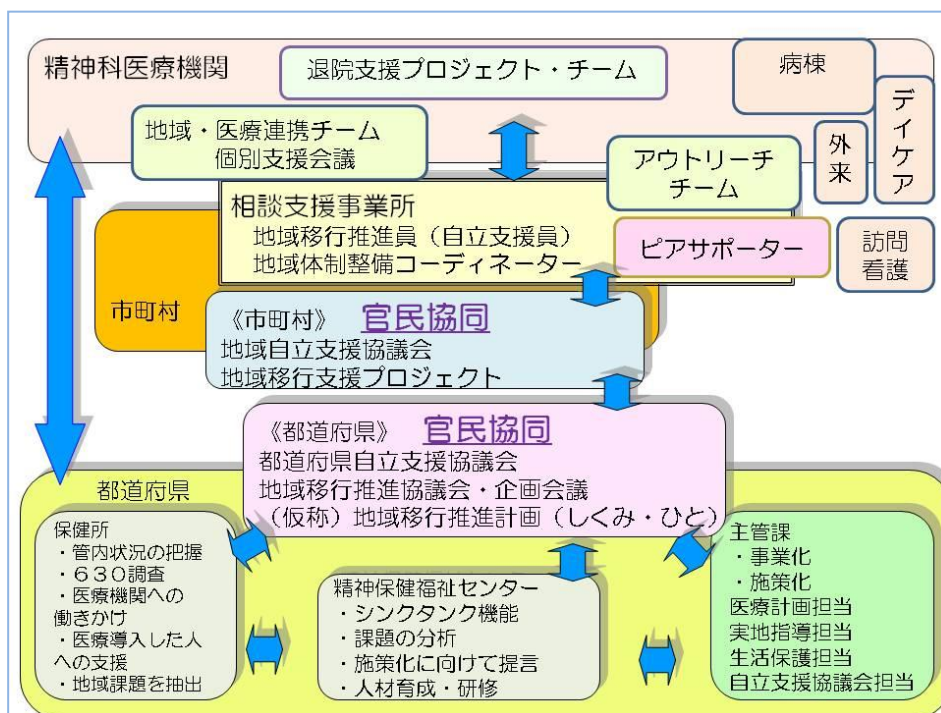 精神科医療機関
退院支援プロジェクト・チーム
病棟
デイケア
地域・医療連携チーム
個別支援会議
外来
アウトリーチ
チーム
相談支援事業所
地域移行推進員（自立支援員）
地域体制整備コーディネーター
ピアサポーター
訪問
看護
市町村
《市町村》 官民協同
地域自立支援協議会
地域移行支援プロジェクト
《都道府県》 官民協同
都道府県自立支援協議会
地域移行推進協議会・企画会議
（仮称）地域移行推進計画（しくみ・ひと）
都道府県
保健所
・管内状況の把握
・６３０調査
・医療機関への
働きかけ
・医療導入した人
への支援
・地域課題を抽出
精神保健福祉センター
・シンクタンク機能
・課題の分析
・施策化に向けて提言
・人材育成・研修
主管課
・事業化
・施策化
医療計画担当
実地指導担当
生活保護担当
自立支援協議会担当